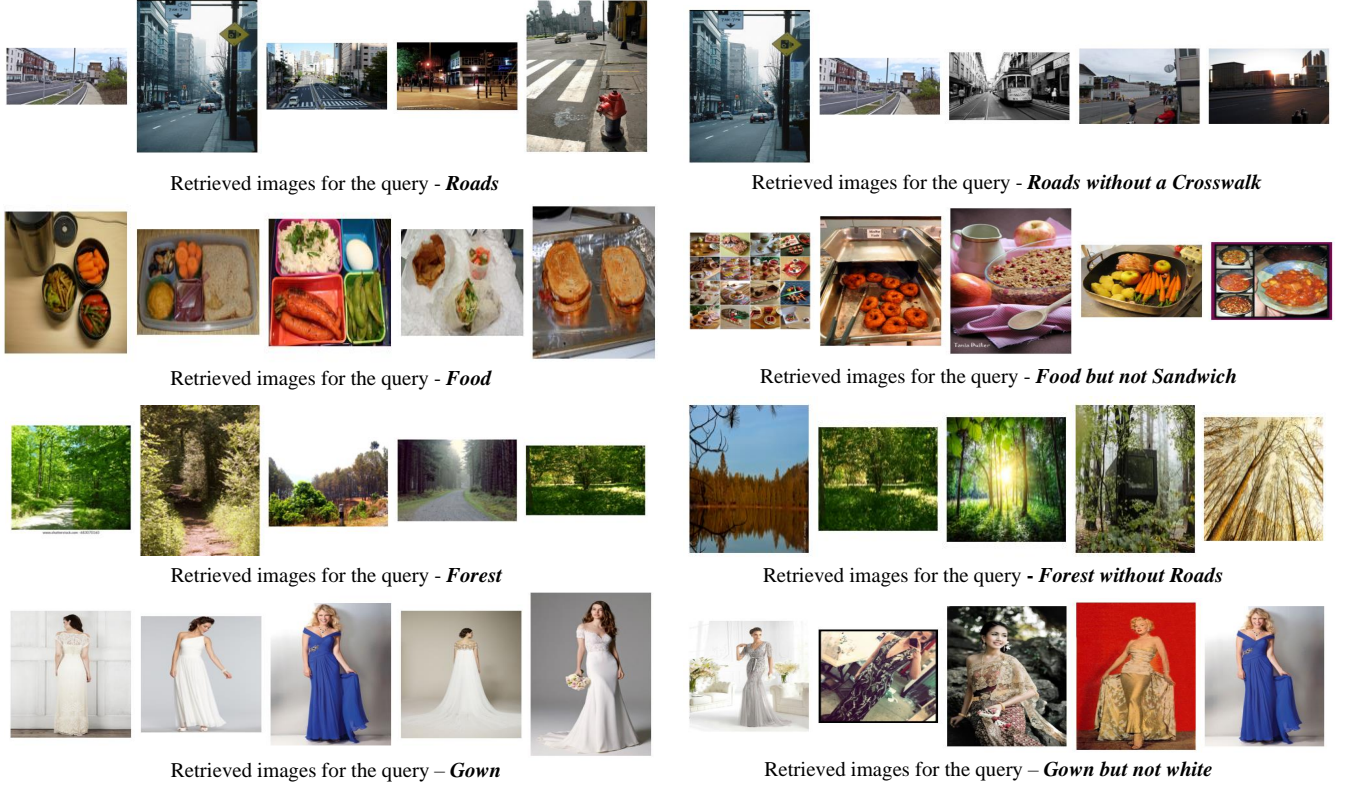 Retrieved images for the query - Roads
Retrieved images for the query - Roads without a Crosswalk
Retrieved images for the query - Food
Retrieved images for the query - Food but not Sandwich
Retrieved images for the query - Forest
Retrieved images for the query - Forest without Roads
Retrieved images for the query – Gown
Retrieved images for the query – Gown but not white